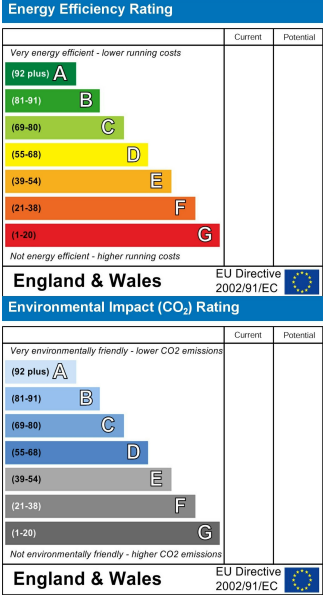 Energy Efficiency Rating
Current Potential
Very energy efficient - lower running costs
(92 plus) A
(81-91) B
(69-80) C
(55-68) D
(39-54) E
(21-38) F
(1-20) G
Not energy efficient - higher running costs
England & Wales
EU Directive
2002/91/EC
Environmental Impact (CO₂) Rating
Current Potential
Very environmentally friendly - lower CO2 emissions
(92 plus) A
(81-91) B
(69-80) C
(55-68) D
(39-54) E
(21-38) F
(1-20) G
Not environmentally friendly - higher CO2 emissions
England & Wales
EU Directive
2002/91/EC